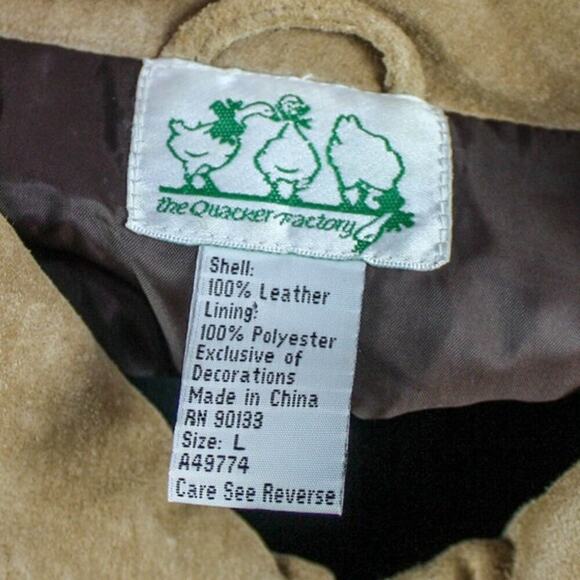 the Quacker Factory
Shell:
100% Leather
Lining:
100% Polyester
Exclusive of
Decorations
Made in China
RN 90133
Size: L
A49774
Care See Reverse